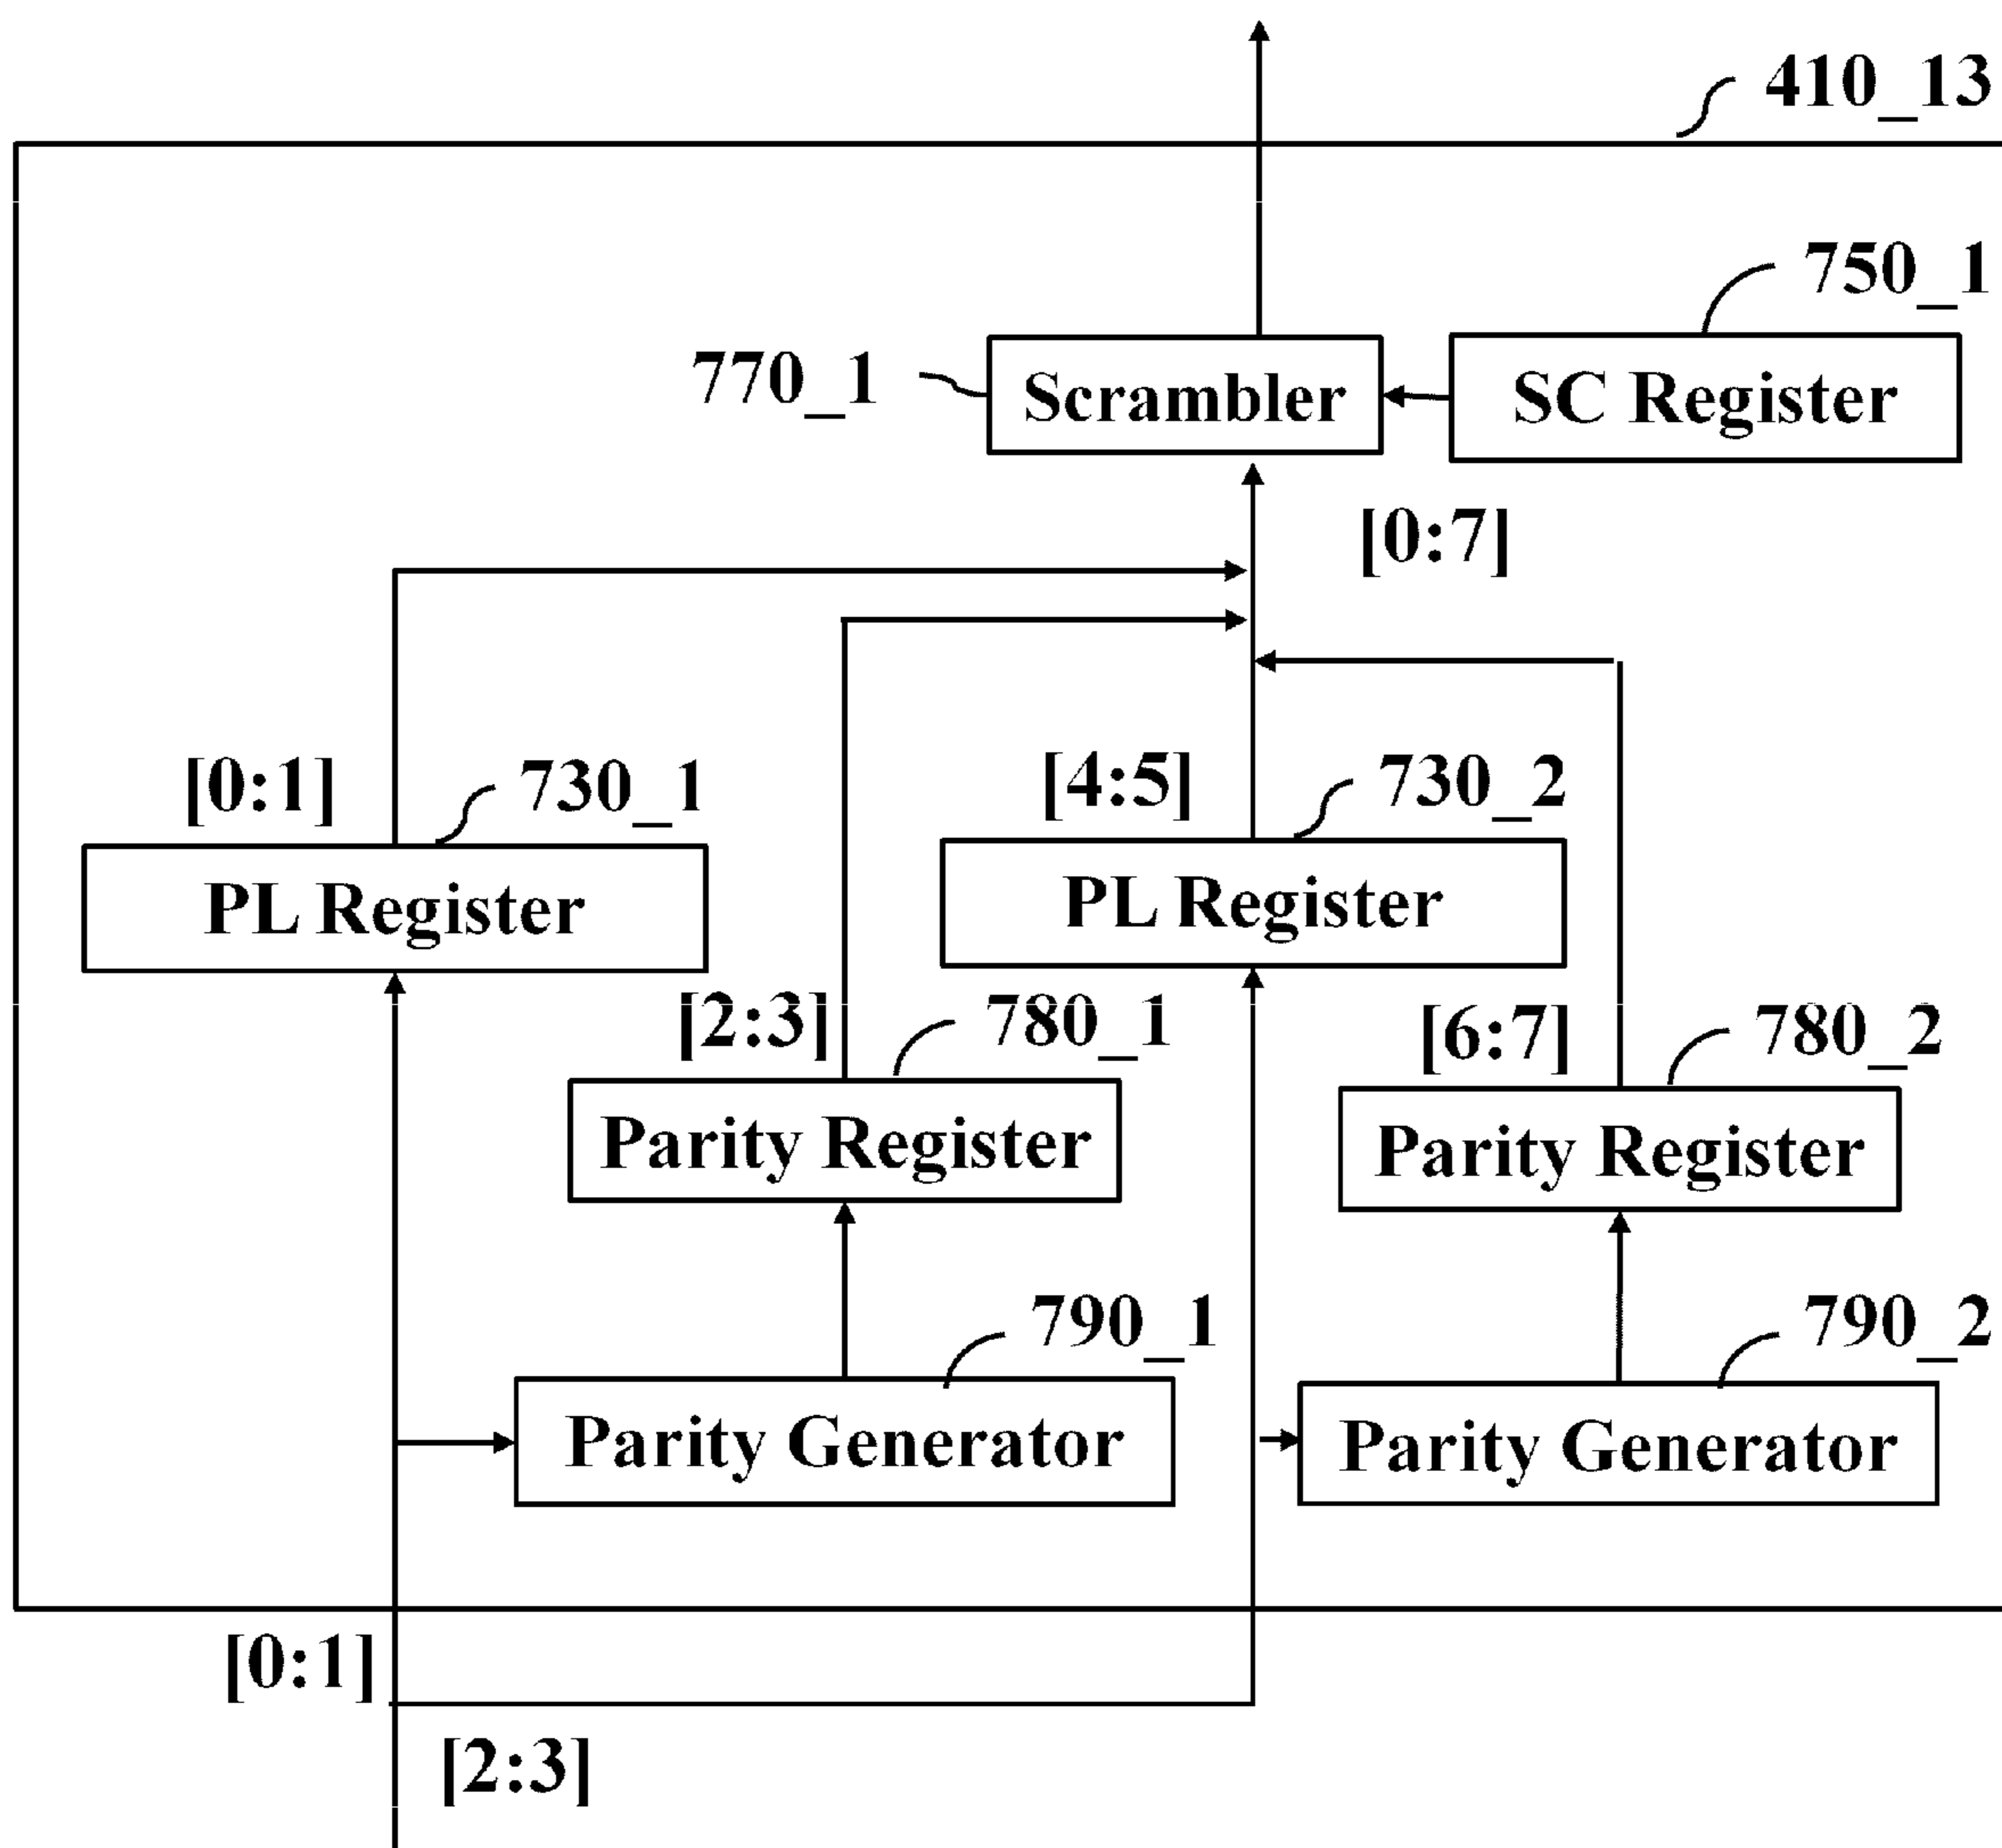 410_13
750_1
770_1
Scrambler
SC Register
[0:7]
[0:1]
730_1
[4:5]
730_2
PL Register
PL Register
[2:3]
780_1
[6:7]
780_2
Parity Register
Parity Register
790_1
790_2
Parity Generator
Parity Generator
[0:1]
[2:3]